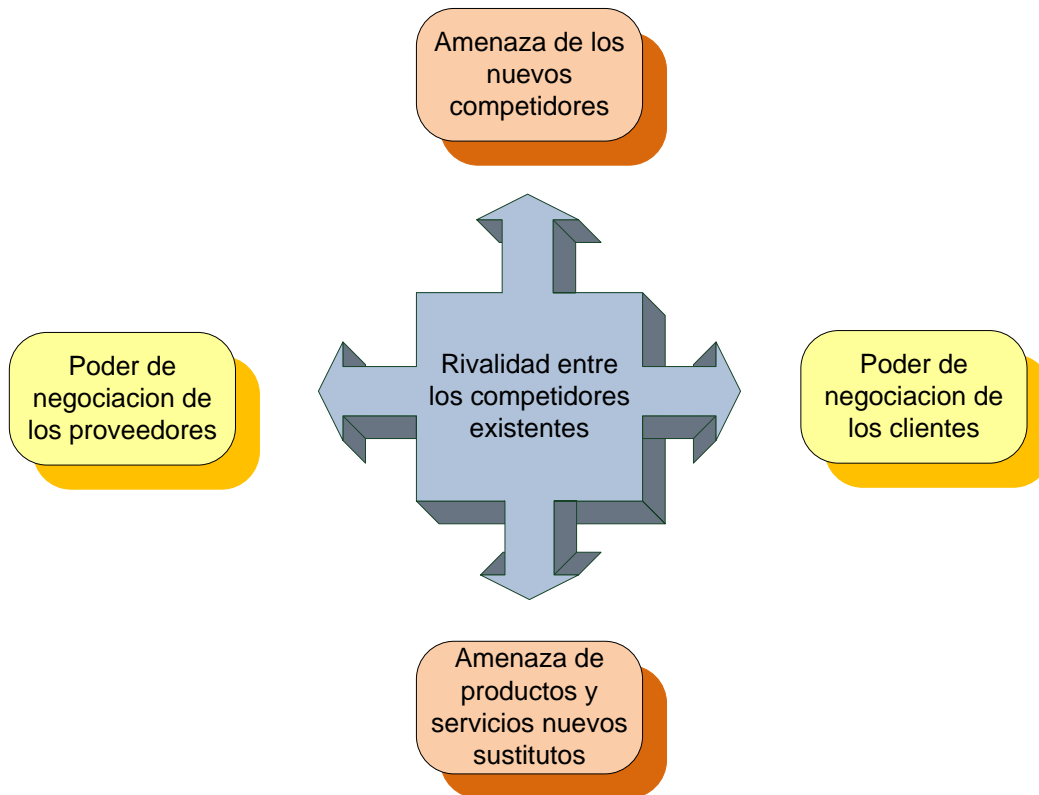 Amenaza de los
nuevos
competidores
Poder de
negociacion de
los proveedores
Rivalidad entre
los competidores
existentes
Poder de
negociacion de
los clientes
Amenaza de
productos y
servicios nuevos
sustitutos